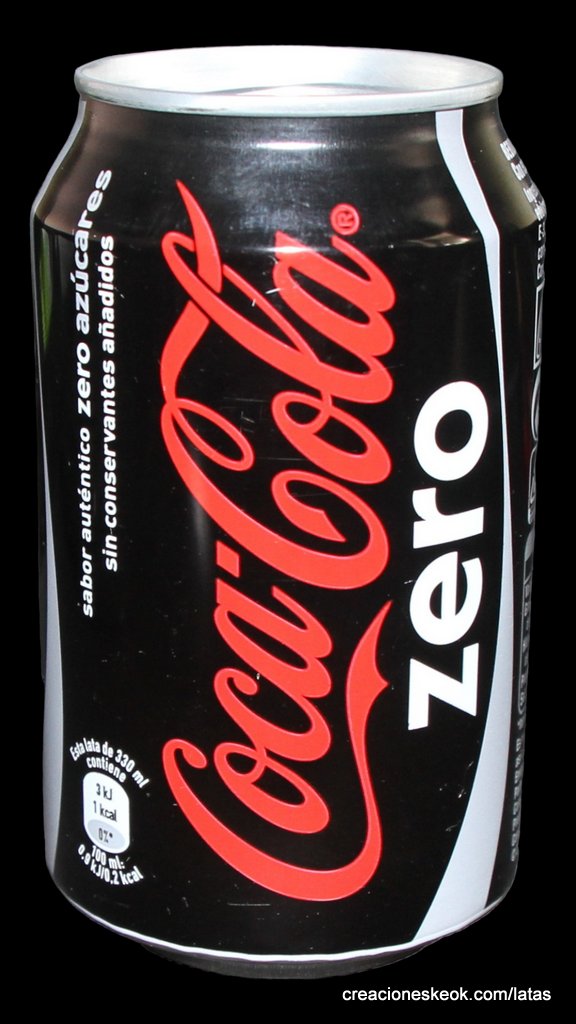 sabor auténtico zero azúcares
sin conservantes añadidos
Coca-Cola®
zero
Esta lata de 330 ml
contiene
3 kJ
1 kcal
0%*
100 ml:
0.9 kJ/0,2 kcal
creacioneskeok.com/latas